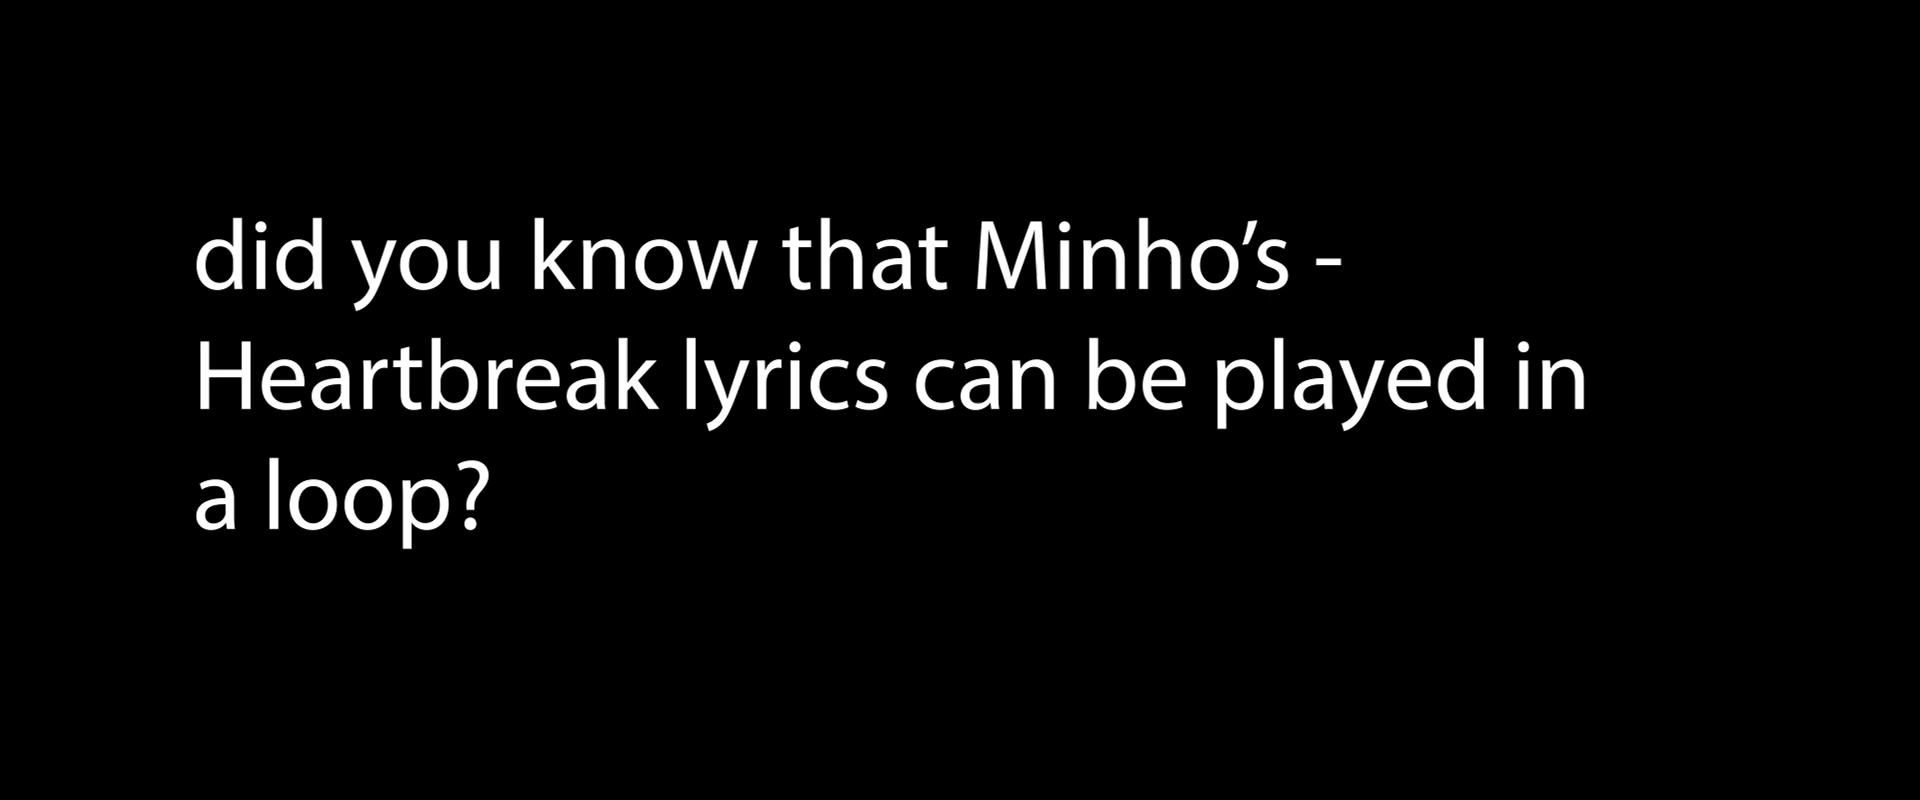 did you know that Minho’s -
Heartbreak lyrics can be played in
a loop?